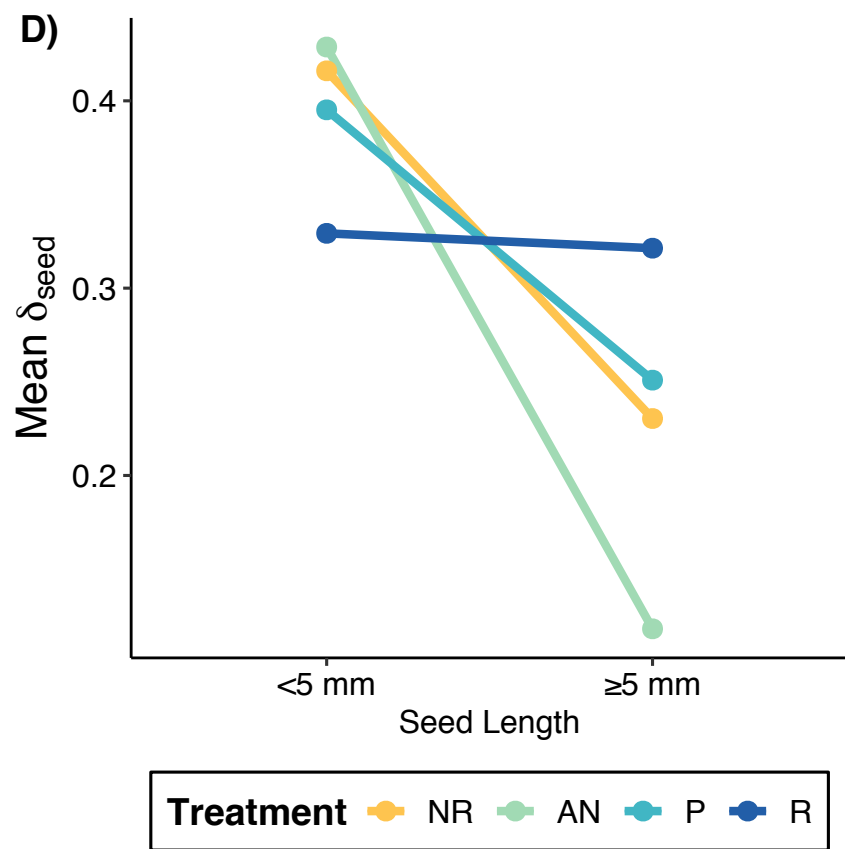 D)
0.4
0.3
0.2
Mean δseed
<5 mm ≥5 mm
Seed Length
Treatment NR AN P R